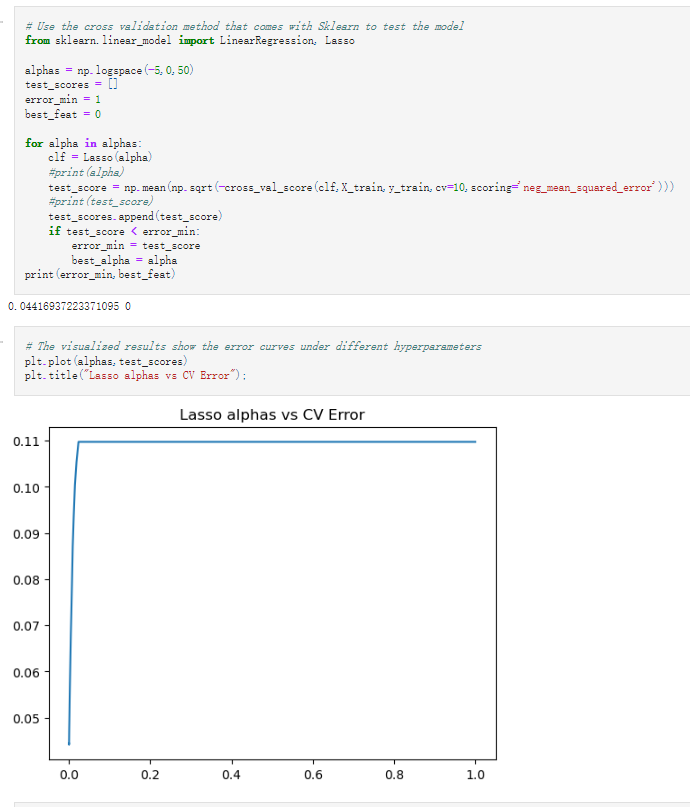 # Use the cross validation method that comes with Sklearn to test the model
from sklearn.linear_model import LinearRegression, Lasso
alphas = np.logspace(-5,0,50)
test_scores = []
error_min = 1
best_feat = 0
for alpha in alphas:
    clf = Lasso(alpha)
    #print(alpha)
    test_score = np.mean(np.sqrt(-cross_val_score(clf,X_train,y_train,cv=10,scoring='neg_mean_squared_error')))
    #print(test_score)
    test_scores.append(test_score)
    if test_score < error_min:
        error_min = test_score
        best_alpha = alpha
print(error_min,best_feat)
0.04416937223371095 0
# The visualized results show the error curves under different hyperparameters
plt.plot(alphas,test_scores)
plt.title("Lasso alphas vs CV Error");
Lasso alphas vs CV Error
0.11
0.10
0.09
0.08
0.07
0.06
0.05
0.0 0.2 0.4 0.6 0.8 1.0